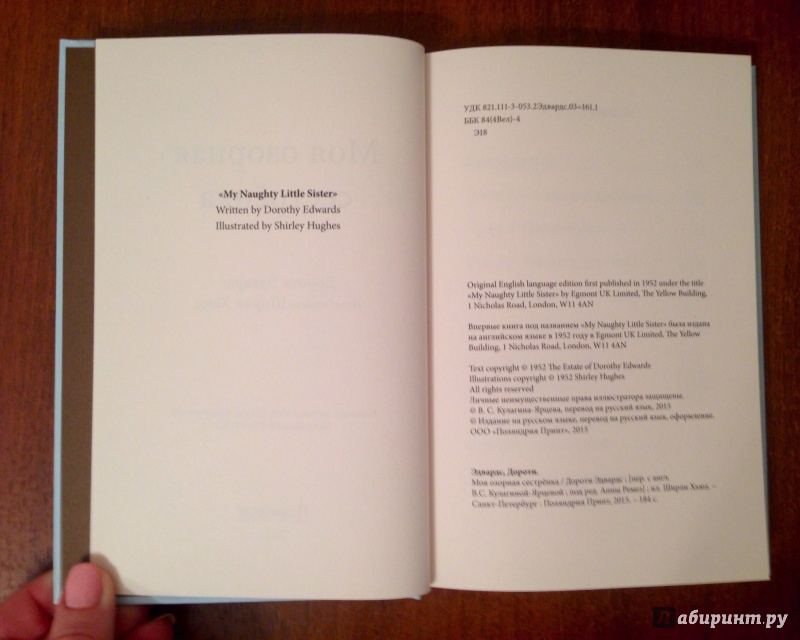 «My Naughty Little Sister»
Written by Dorothy Edwards
Illustrated by Shirley Hughes
УДК 821.111-3-053.2Эдвардс.03=161.1
ББК 84(4Вел)-4
Э18
Original English language edition first published in 1952 under the title
«My Naughty Little Sister» by Egmont UK Limited, The Yellow Building,
1 Nicholas Road, London, W11 4AN
Впервые книга под названием «My Naughty Little Sister» была издана
на английском языке в 1952 году в Egmont UK Limited, The Yellow
Building, 1 Nicholas Road, London, W11 4AN
Text copyright © 1952 The Estate of Dorothy Edwards
Illustrations copyright © 1952 Shirley Hughes
All rights reserved
Личные неимущественные права иллюстратора защищены.
© В. С. Кулагина-Ярцева, перевод на русский язык, 2015
© Издание на русском языке, перевод на русский язык, оформление.
ООО «Поляндрия Принт», 2015
Эдвардс, Дороти.
Моя озорная сестрёнка / Дороти Эдвардс ; [пер. с англ.
В.С. Кулагиной-Ярцевой ; под ред. Анны Ремез] ; ил. Ширли Хьюз. –
Санкт-Петербург : Поляндрия Принт, 2015. – 184 с.
Лабиринт.ру